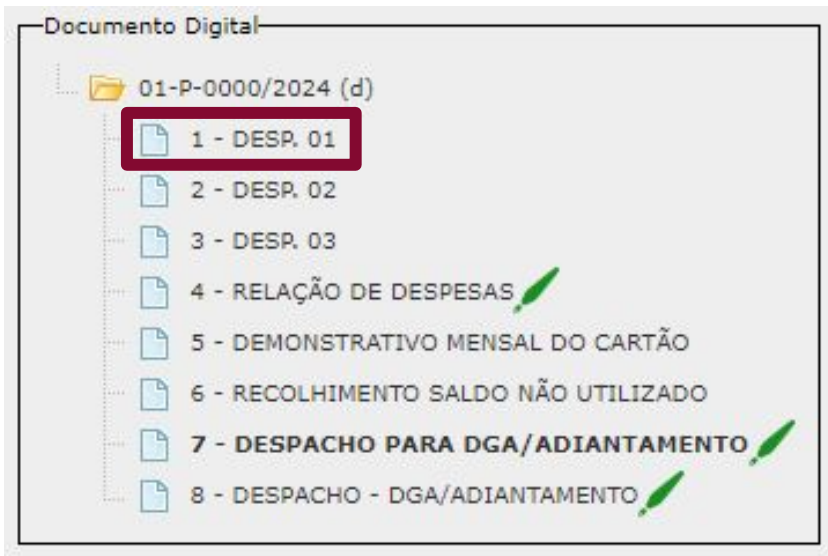 Documento Digital
01-P-0000/2024 (d)
1 - DESP. 01
2 - DESP. 02
3 - DESP. 03
4 - RELAÇÃO DE DESPESAS
5 - DEMONSTRATIVO MENSAL DO CARTÃO
6 - RECOLHIMENTO SALDO NÃO UTILIZADO
7 - DESPACHO PARA DGA/ADIANTAMENTO
8 - DESPACHO - DGA/ADIANTAMENTO